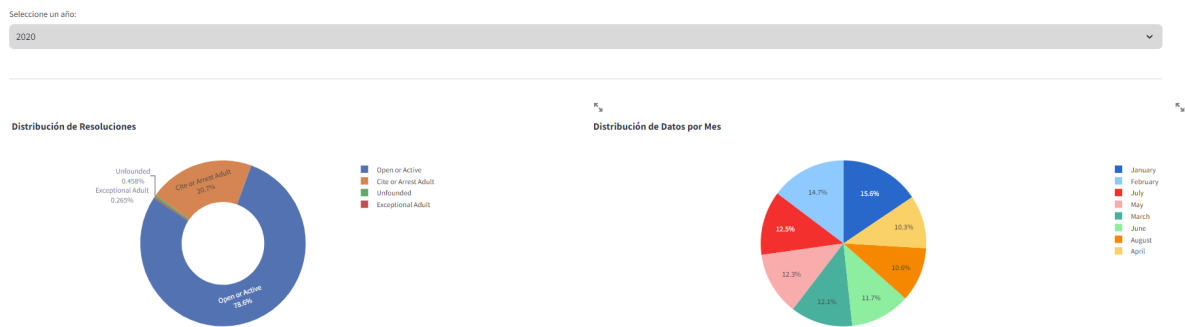 Seleccione un año:
2020
Distribución de Resoluciones
Unfounded
0.458%
Exceptional Adult
0.265%
Cite or Arrest Adult
20.7%
Open or Active
78.6%
Open or Active
Cite or Arrest Adult
Unfounded
Exceptional Adult
Distribución de Datos por Mes
14.7%
15.6%
12.5%
10.3%
12.3%
10.6%
12.1%
11.7%
January
February
July
May
March
June
August
April